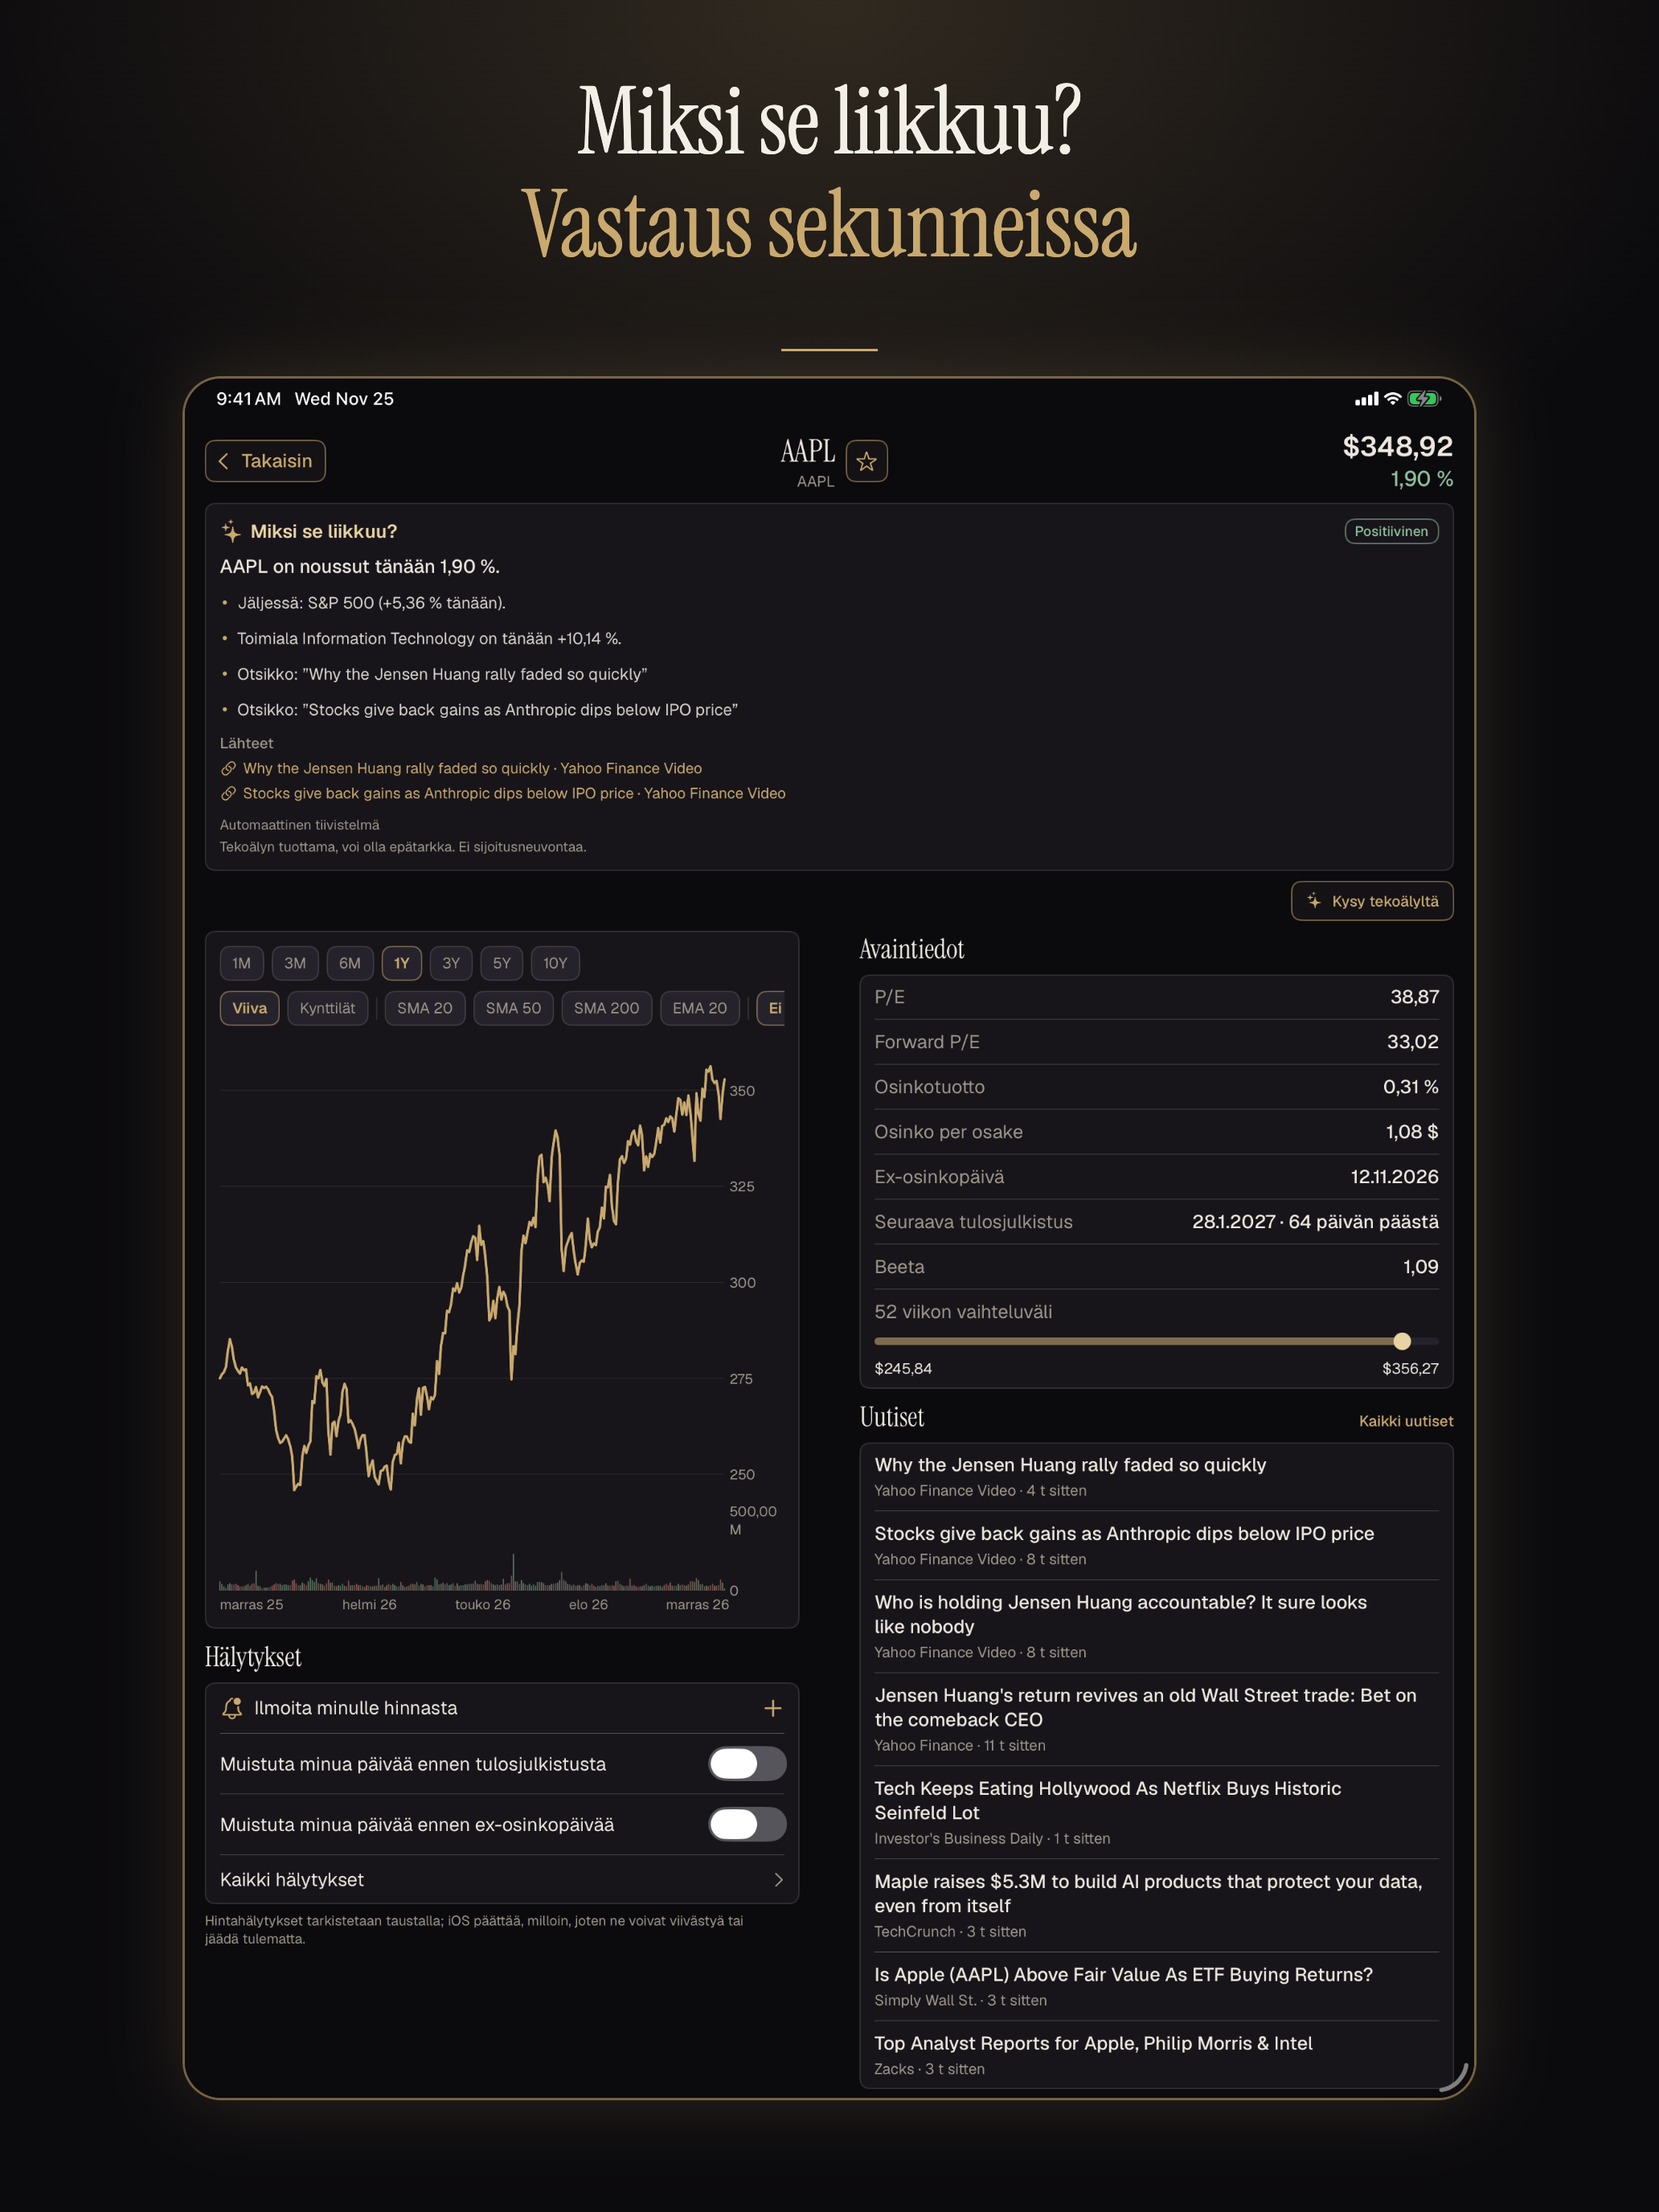 Miksi se liikkuu?
Vastaus sekunneissa
9:41 AM Wed Nov 25
Takaisin
AAPL
AAPL
$348,92
1,90 %
Miksi se liikkuu?
Positiivinen
AAPL on noussut tänään 1,90 %.
• Jäljessä: S&P 500 (+5,36 % tänään).
• Toimiala Information Technology on tänään +10,14 %.
• Otsikko: ”Why the Jensen Huang rally faded so quickly”
• Otsikko: ”Stocks give back gains as Anthropic dips below IPO price”
Lähteet
Why the Jensen Huang rally faded so quickly · Yahoo Finance Video
Stocks give back gains as Anthropic dips below IPO price · Yahoo Finance Video
Automaattinen tiivistelmä
Tekoälyn tuottama, voi olla epätarkka. Ei sijoitusneuvontaa.
Kysy tekoälyltä
1M 3M 6M 1Y 3Y 5Y 10Y
Viiva Kynttilät SMA 20 SMA 50 SMA 200 EMA 20 Ei
350
325
300
275
250
500,00
M
0
marras 25 helmi 26 touko 26 elo 26 marras 26
Hälytykset
Ilmoita minulle hinnasta
Muistuta minua päivää ennen tulosjulkistusta
Muistuta minua päivää ennen ex-osinkopäivää
Kaikki hälytykset
Hintahälytykset tarkistetaan taustalla; iOS päättää, milloin, joten ne voivat viivästyä tai
jäädä tulematta.
Avaintiedot
P/E 38,87
Forward P/E 33,02
Osinkotuotto 0,31 %
Osinko per osake 1,08 $
Ex-osinkopäivä 12.11.2026
Seuraava tulosjulkistus 28.1.2027 · 64 päivän päästä
Beeta 1,09
52 viikon vaihteluväli
$245,84 $356,27
Uutiset
Kaikki uutiset
Why the Jensen Huang rally faded so quickly
Yahoo Finance Video · 4 t sitten
Stocks give back gains as Anthropic dips below IPO price
Yahoo Finance Video · 8 t sitten
Who is holding Jensen Huang accountable? It sure looks
like nobody
Yahoo Finance Video · 8 t sitten
Jensen Huang's return revives an old Wall Street trade: Bet on
the comeback CEO
Yahoo Finance · 11 t sitten
Tech Keeps Eating Hollywood As Netflix Buys Historic
Seinfeld Lot
Investor's Business Daily · 1 t sitten
Maple raises $5.3M to build AI products that protect your data,
even from itself
TechCrunch · 3 t sitten
Is Apple (AAPL) Above Fair Value As ETF Buying Returns?
Simply Wall St. · 3 t sitten
Top Analyst Reports for Apple, Philip Morris & Intel
Zacks · 3 t sitten